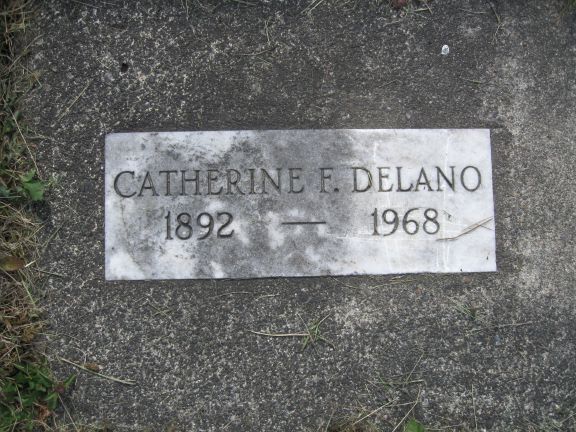 CATHERINE F. DELANO
1892 — 1968